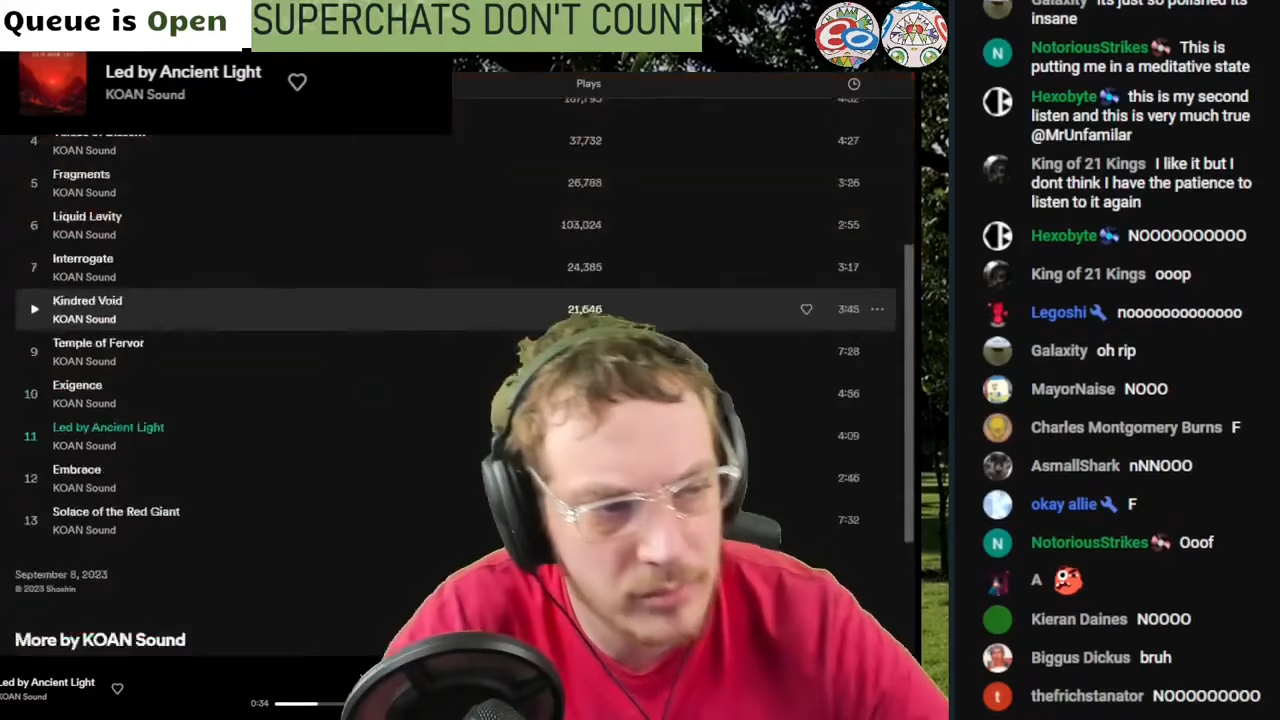 Queue is Open
SUPERCHATS DON'T COUNT
Led by Ancient Light
KOAN Sound
Plays
4:32
4
37,732
4:27
KOAN Sound
5
Fragments
26,788
3:26
KOAN Sound
6
Liquid Levity
103,024
2:55
KOAN Sound
7
Interrogate
24,385
3:17
KOAN Sound
Kindred Void
21,646
3:45
KOAN Sound
9
Temple of Fervor
7:28
KOAN Sound
10
Exigence
4:56
KOAN Sound
11
Led by Ancient Light
4:09
KOAN Sound
12
Embrace
2:46
KOAN Sound
13
Solace of the Red Giant
7:32
KOAN Sound
September 8, 2023
© 2023 Shoshin
More by KOAN Sound
Led by Ancient Light
KOAN Sound
0:34
Galaxity its just so polished its
insane
N
NotoriousStrikes This is
putting me in a meditative state
Hexobyte this is my second
listen and this is very much true
@MrUnfamilar
King of 21 Kings I like it but I
dont think I have the patience to
listen to it again
Hexobyte NOOOOOOOOOO
King of 21 Kings ooop
Legoshi nooooooooooooo
Galaxity oh rip
MayorNaise NOOO
Charles Montgomery Burns F
AsmallShark nNNOOO
okay allie F
N
NotoriousStrikes Ooof
A
Kieran Daines NOOOO
Biggus Dickus bruh
t
thefrichstanator NOOOOOOOOO